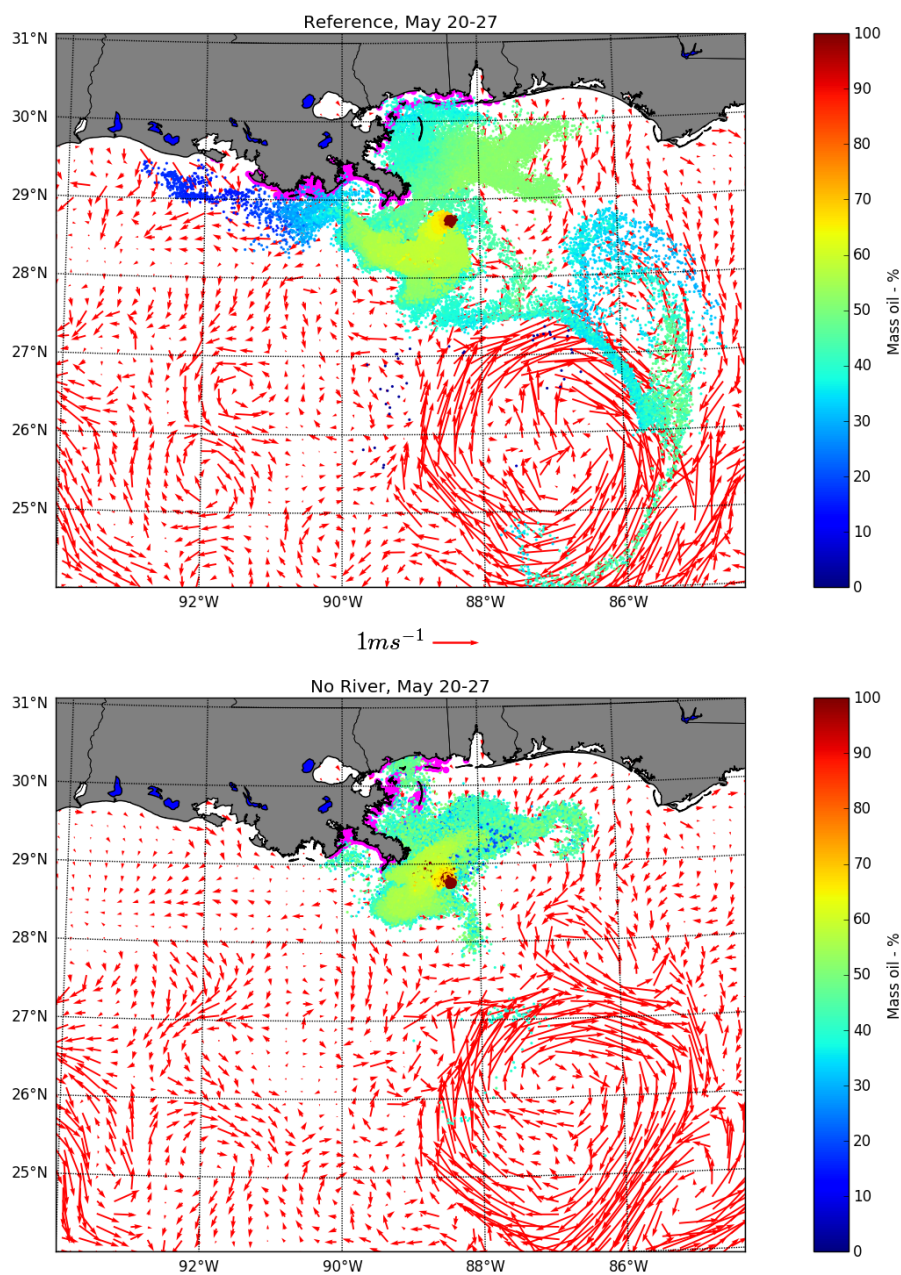 Reference, May 20-27
31°N
30°N
29°N
28°N
27°N
26°N
25°N
92°W
90°W
88°W
86°W
100
90
80
70
60
50
40
30
20
10
0
Mass oil - %
1ms⁻¹
No River, May 20-27
31°N
30°N
29°N
28°N
27°N
26°N
25°N
92°W
90°W
88°W
86°W
100
90
80
70
60
50
40
30
20
10
0
Mass oil - %